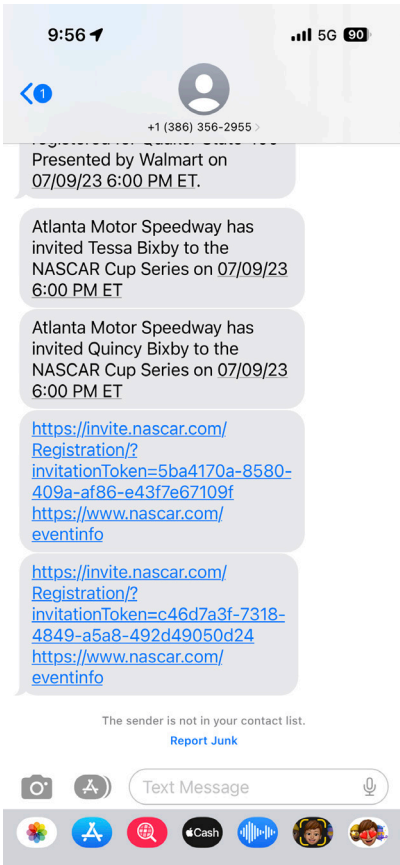 9:56
5G 90
1
+1 (386) 356-2955
Presented by Walmart on
07/09/23 6:00 PM ET.
Atlanta Motor Speedway has
invited Tessa Bixby to the
NASCAR Cup Series on 07/09/23
6:00 PM ET
Atlanta Motor Speedway has
invited Quincy Bixby to the
NASCAR Cup Series on 07/09/23
6:00 PM ET
https://invite.nascar.com/
Registration/?
invitationToken=5ba4170a-8580-
409a-af86-e43f7e67109f
https://www.nascar.com/
eventinfo
https://invite.nascar.com/
Registration/?
invitationToken=c46d7a3f-7318-
4849-a5a8-492d49050d24
https://www.nascar.com/
eventinfo
The sender is not in your contact list.
Report Junk
Text Message
Cash